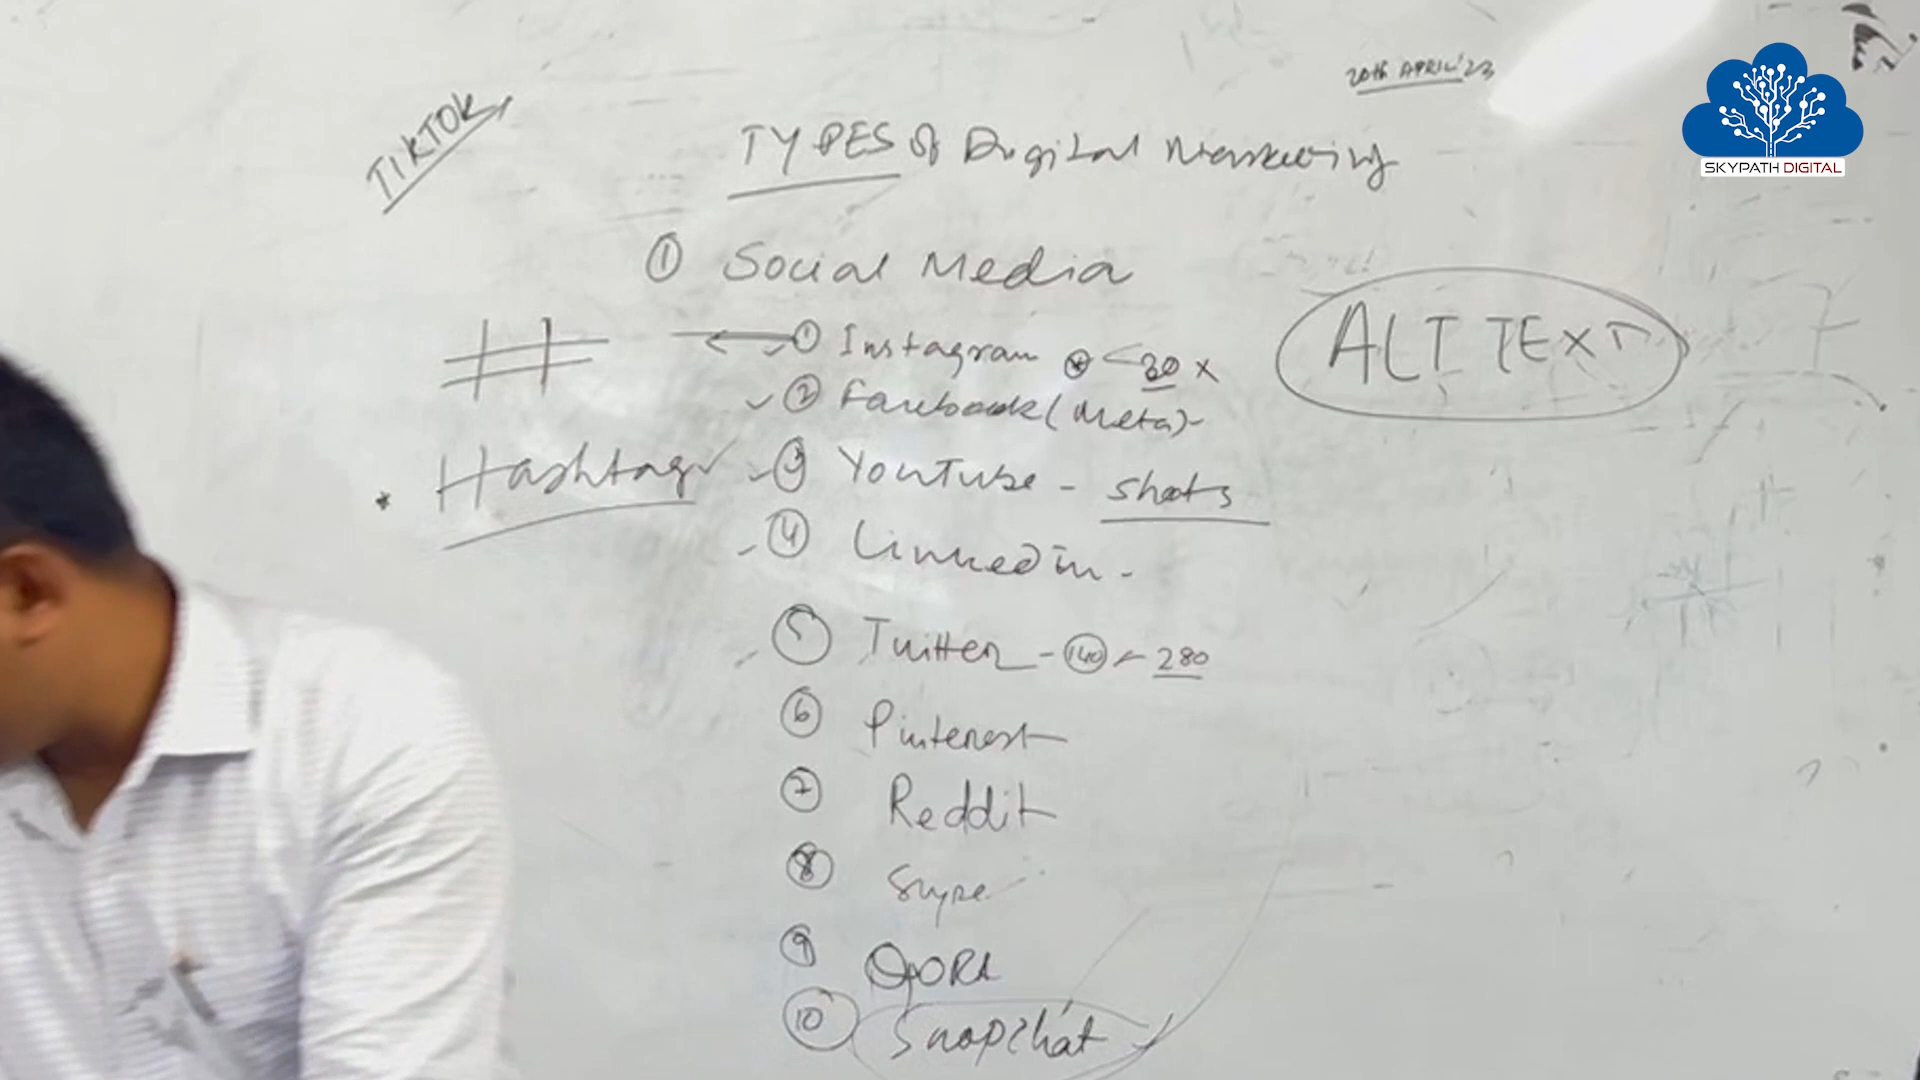 20th APRIL'23
SKYPATH DIGITAL
TIKTOK
TYPES of Digital Marketing
① Social Media
#
① Instagram * < 30 x
ALT TEXT
② Facebook (Meta) -
Hashtags
③ YouTube - Shorts
④ LinkedIn -
⑤ Twitter - 140 - 280
⑥ Pinterest
⑦ Reddit
⑧ Skype
⑨ QORA
⑩ Snapchat